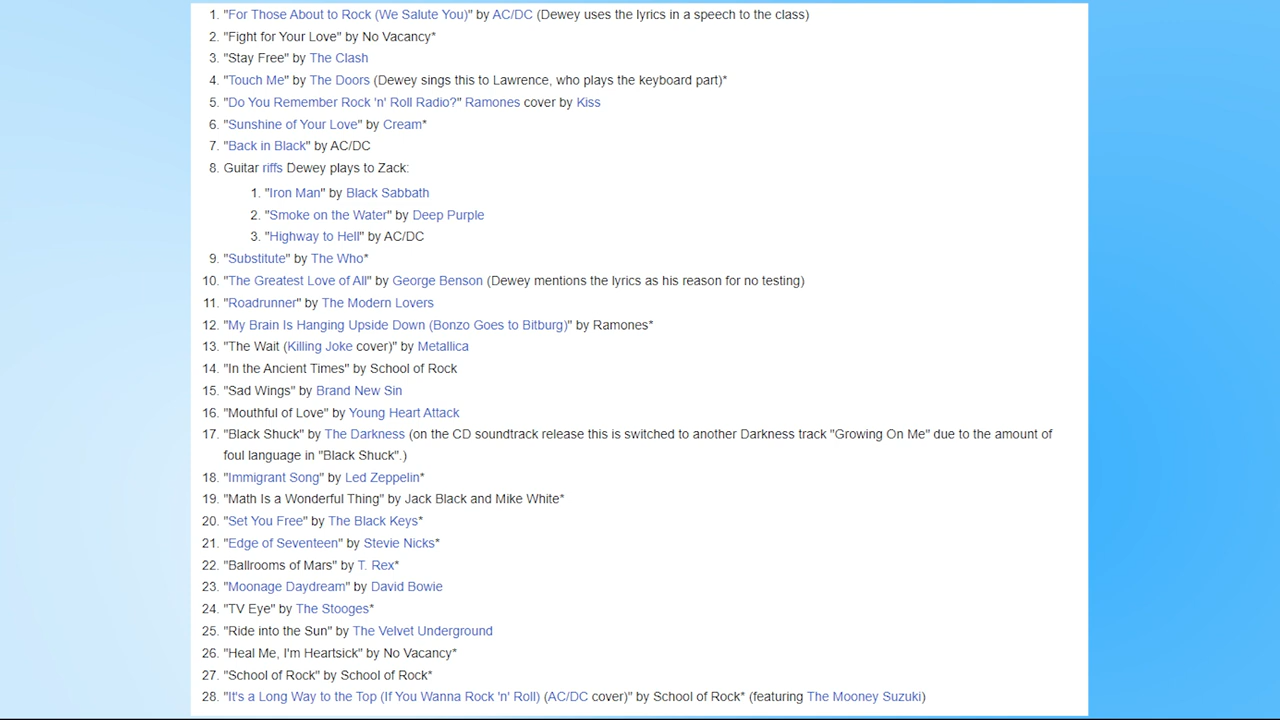 1. "For Those About to Rock (We Salute You)" by AC/DC (Dewey uses the lyrics in a speech to the class)
2. "Fight for Your Love" by No Vacancy*
3. "Stay Free" by The Clash
4. "Touch Me" by The Doors (Dewey sings this to Lawrence, who plays the keyboard part)*
5. "Do You Remember Rock 'n' Roll Radio?" Ramones cover by Kiss
6. "Sunshine of Your Love" by Cream*
7. "Back in Black" by AC/DC
8. Guitar riffs Dewey plays to Zack:
1. "Iron Man" by Black Sabbath
2. "Smoke on the Water" by Deep Purple
3. "Highway to Hell" by AC/DC
9. "Substitute" by The Who*
10. "The Greatest Love of All" by George Benson (Dewey mentions the lyrics as his reason for no testing)
11. "Roadrunner" by The Modern Lovers
12. "My Brain Is Hanging Upside Down (Bonzo Goes to Bitburg)" by Ramones*
13. "The Wait (Killing Joke cover)" by Metallica
14. "In the Ancient Times" by School of Rock
15. "Sad Wings" by Brand New Sin
16. "Mouthful of Love" by Young Heart Attack
17. "Black Shuck" by The Darkness (on the CD soundtrack release this is switched to another Darkness track "Growing On Me" due to the amount of
foul language in "Black Shuck".)
18. "Immigrant Song" by Led Zeppelin*
19. "Math Is a Wonderful Thing" by Jack Black and Mike White*
20. "Set You Free" by The Black Keys*
21. "Edge of Seventeen" by Stevie Nicks*
22. "Ballrooms of Mars" by T. Rex*
23. "Moonage Daydream" by David Bowie
24. "TV Eye" by The Stooges*
25. "Ride into the Sun" by The Velvet Underground
26. "Heal Me, I'm Heartsick" by No Vacancy*
27. "School of Rock" by School of Rock*
28. "It's a Long Way to the Top (If You Wanna Rock 'n' Roll) (AC/DC cover)" by School of Rock* (featuring The Mooney Suzuki)